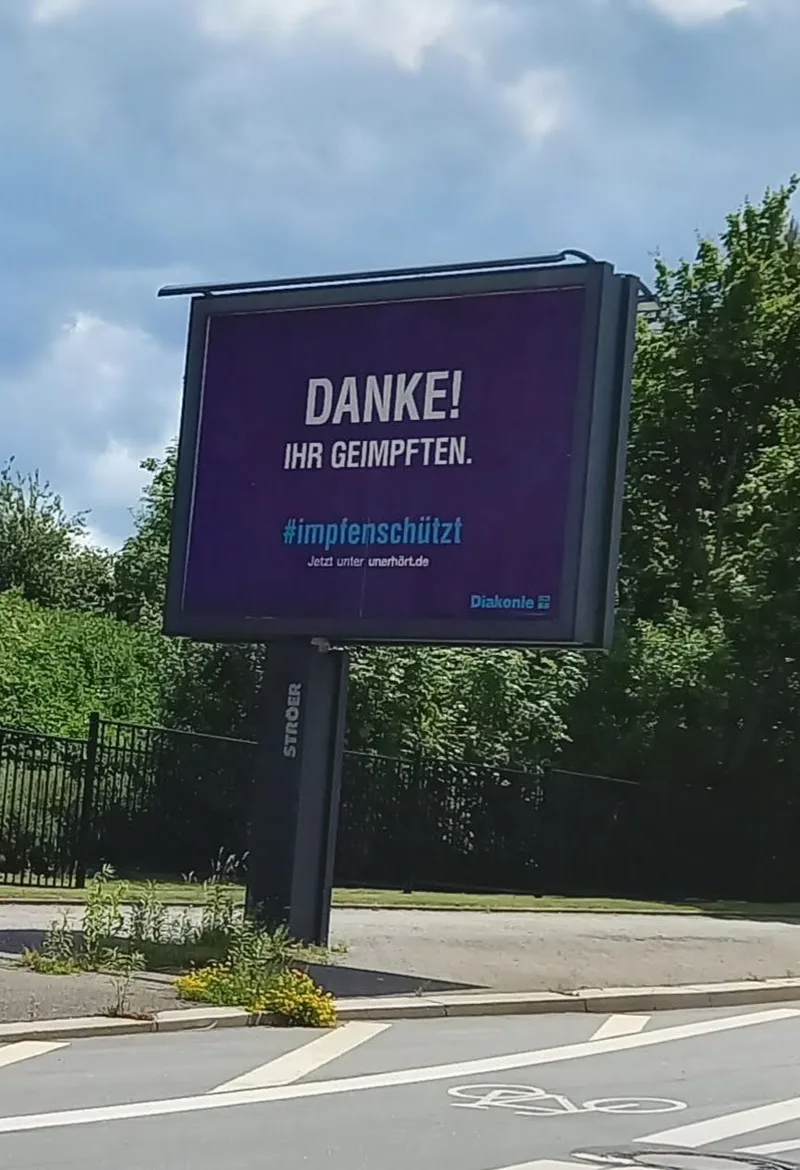 DANKE!
IHR GEIMPFTEN.
#impfenschützt
Jetzt unter unerhört.de
Diakonie
STRÖER